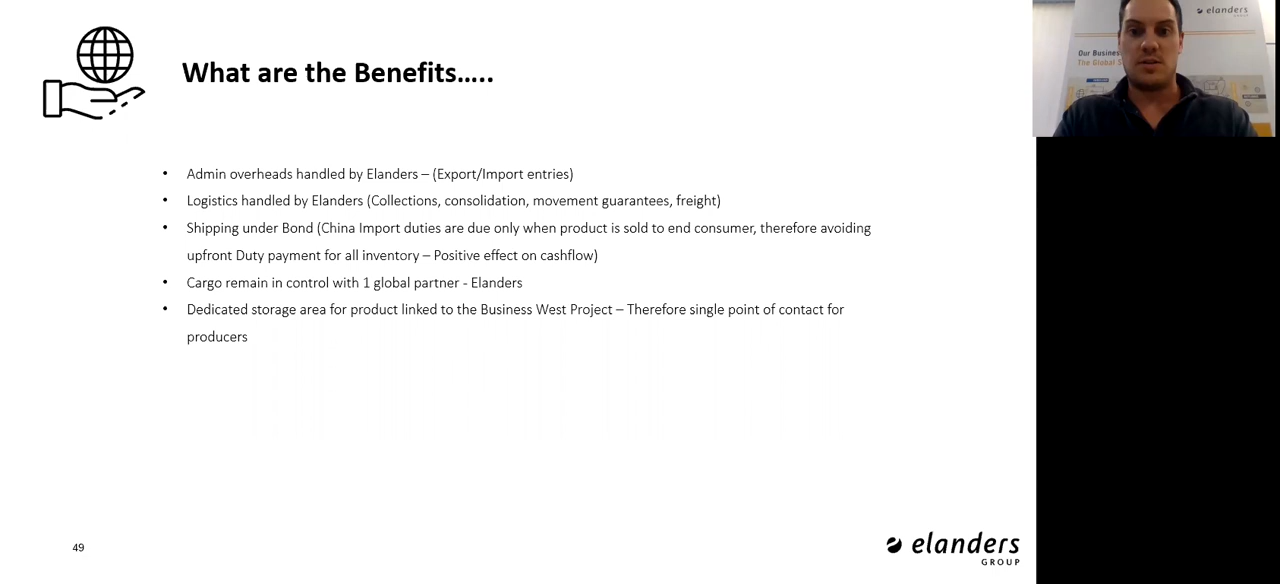 What are the Benefits.....
• Admin overheads handled by Elanders – (Export/Import entries)
• Logistics handled by Elanders (Collections, consolidation, movement guarantees, freight)
• Shipping under Bond (China Import duties are due only when product is sold to end consumer, therefore avoiding
upfront Duty payment for all inventory – Positive effect on cashflow)
• Cargo remain in control with 1 global partner - Elanders
• Dedicated storage area for product linked to the Business West Project – Therefore single point of contact for
producers
49
elanders
GROUP
elanders
GROUP
Our Busines
The Global S